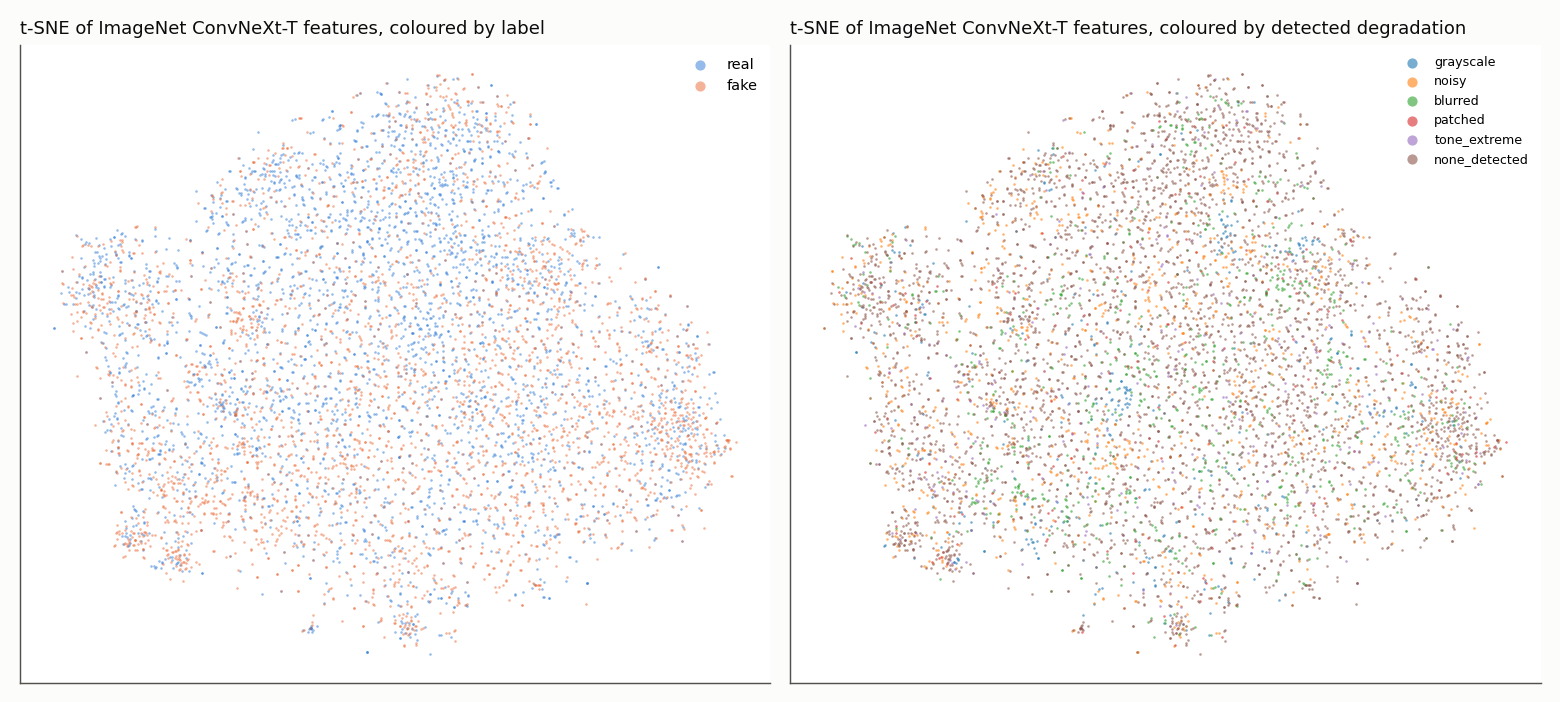 t-SNE of ImageNet ConvNeXt-T features, coloured by label
real
fake
t-SNE of ImageNet ConvNeXt-T features, coloured by detected degradation
grayscale
noisy
blurred
patched
tone_extreme
none_detected